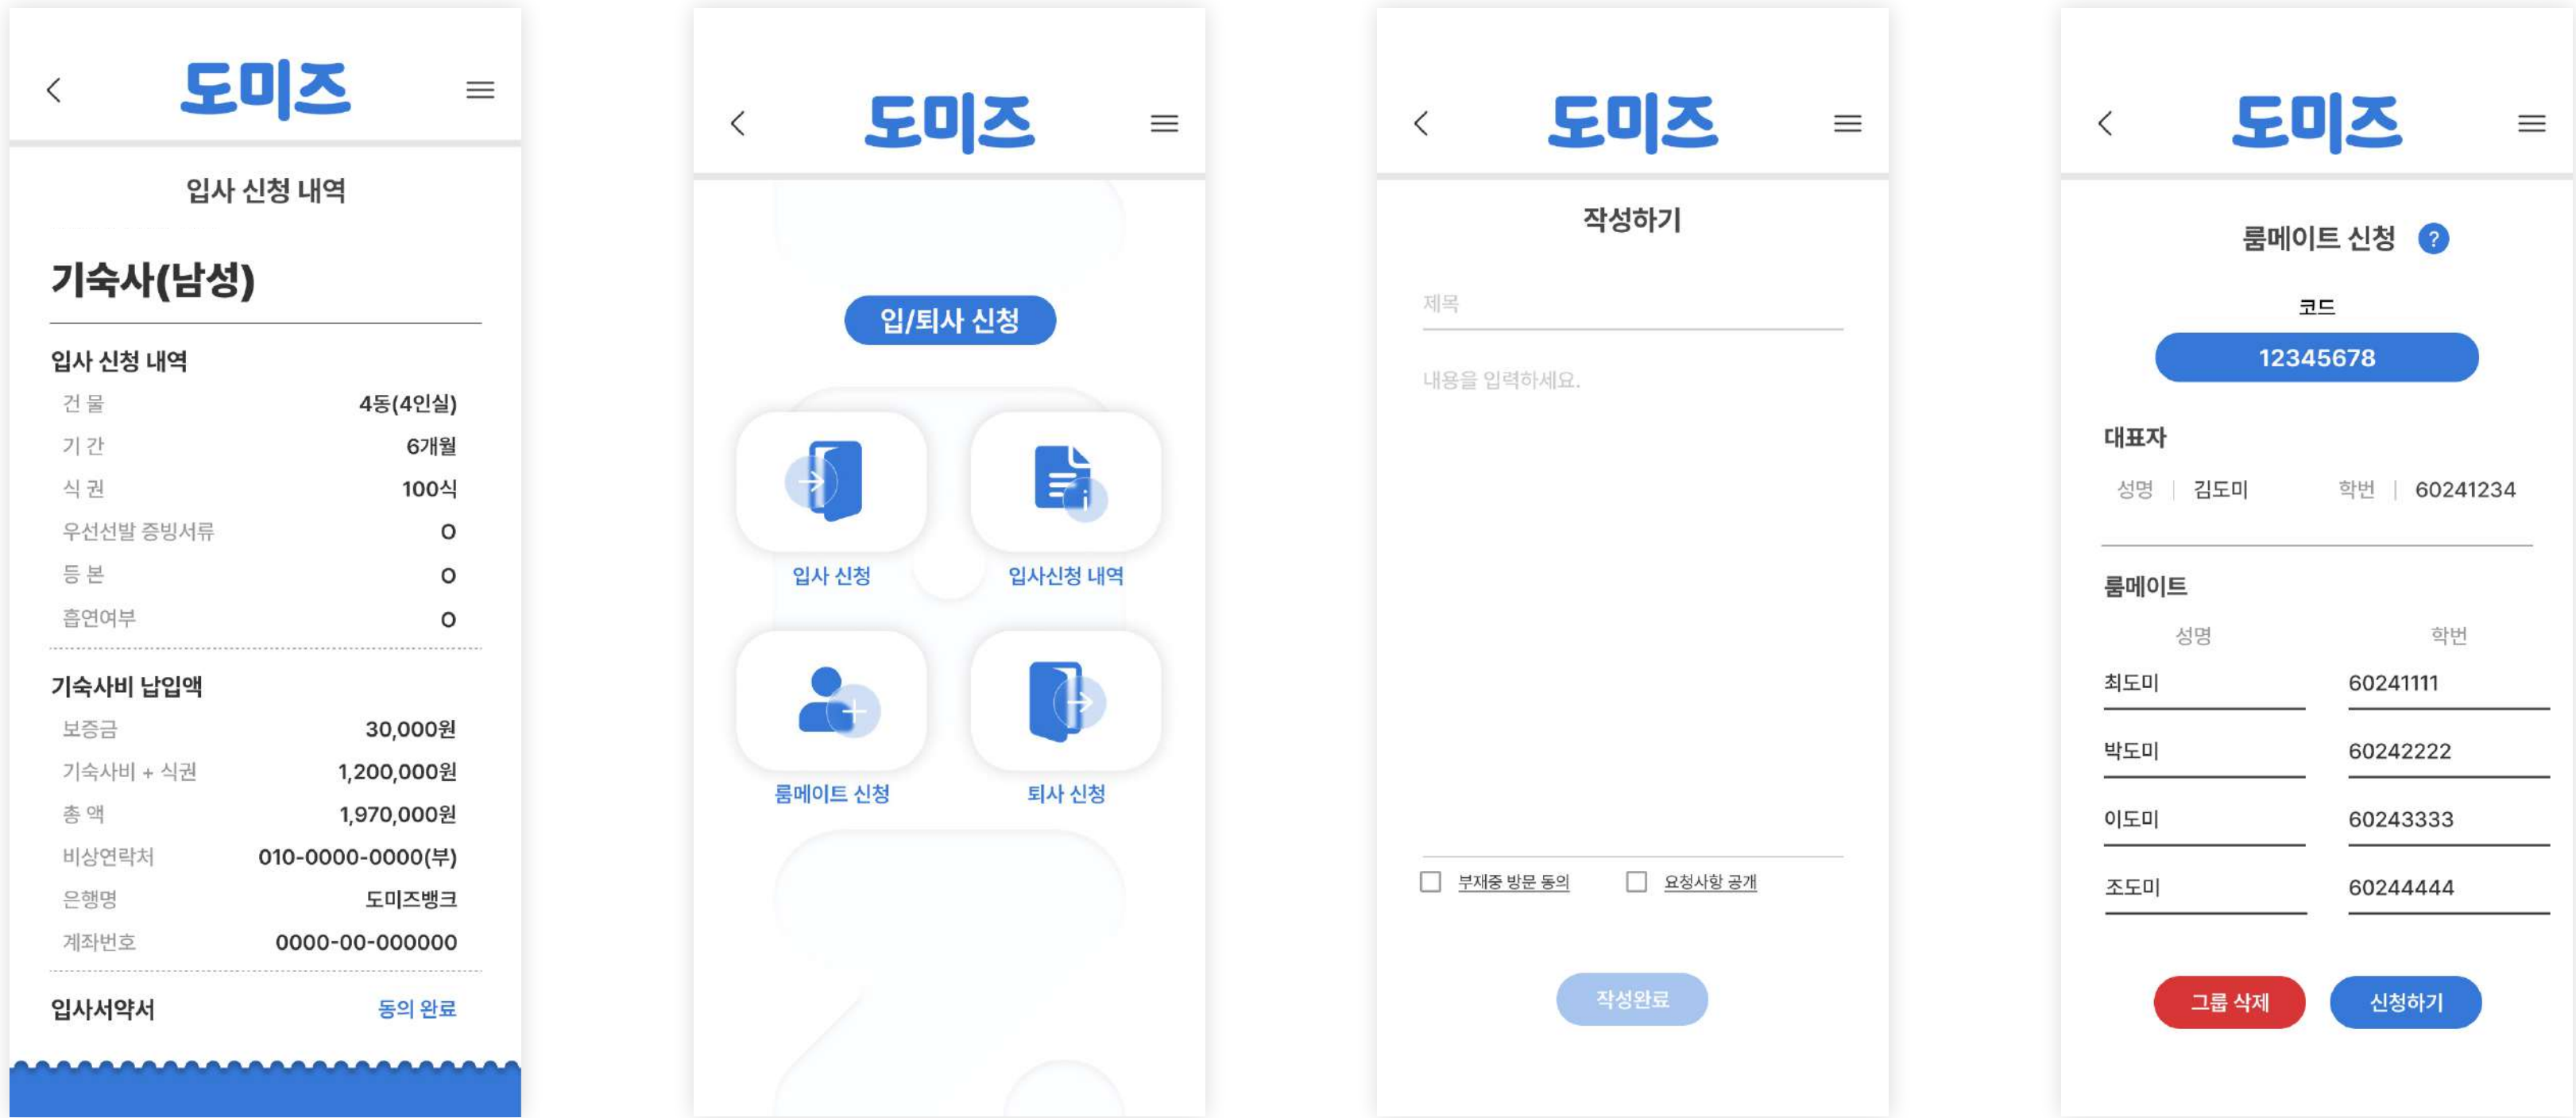 도미즈
입사 신청 내역
기숙사(남성)
입사 신청 내역
건 물 4동(4인실)
기 간 6개월
식 권 100식
우선선발 증빙서류 O
등 본 O
흡연여부 O
기숙사비 납입액
보증금 30,000원
기숙사비 + 식권 1,200,000원
총 액 1,970,000원
비상연락처 010-0000-0000(부)
은행명 도미즈뱅크
계좌번호 0000-00-000000
입사서약서 동의 완료
도미즈
입/퇴사 신청
입사 신청 입사신청 내역
룸메이트 신청 퇴사 신청
도미즈
작성하기
제목
내용을 입력하세요.
부재중 방문 동의 요청사항 공개
작성완료
도미즈
룸메이트 신청 ?
코드
12345678
대표자
성명 | 김도미 학번 | 60241234
룸메이트
성명 학번
최도미 60241111
박도미 60242222
이도미 60243333
조도미 60244444
그룹 삭제 신청하기